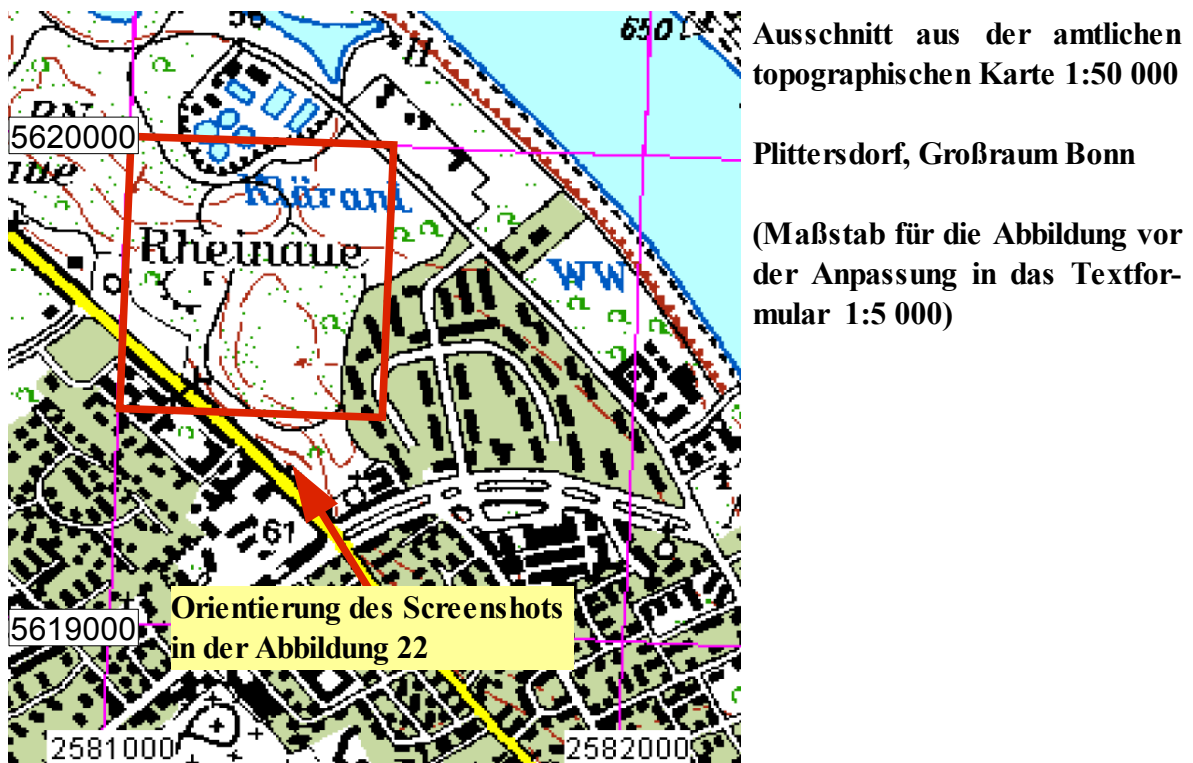 650
Ausschnitt aus der amtlichen
topographischen Karte 1:50 000
Plittersdorf, Großraum Bonn
(Maßstab für die Abbildung vor
der Anpassung in das Textfor-
mular 1:5 000)
5620000
Kläranl
Rheinaue
WW
61
Orientierung des Screenshots
in der Abbildung 22
5619000
2581000
2582000